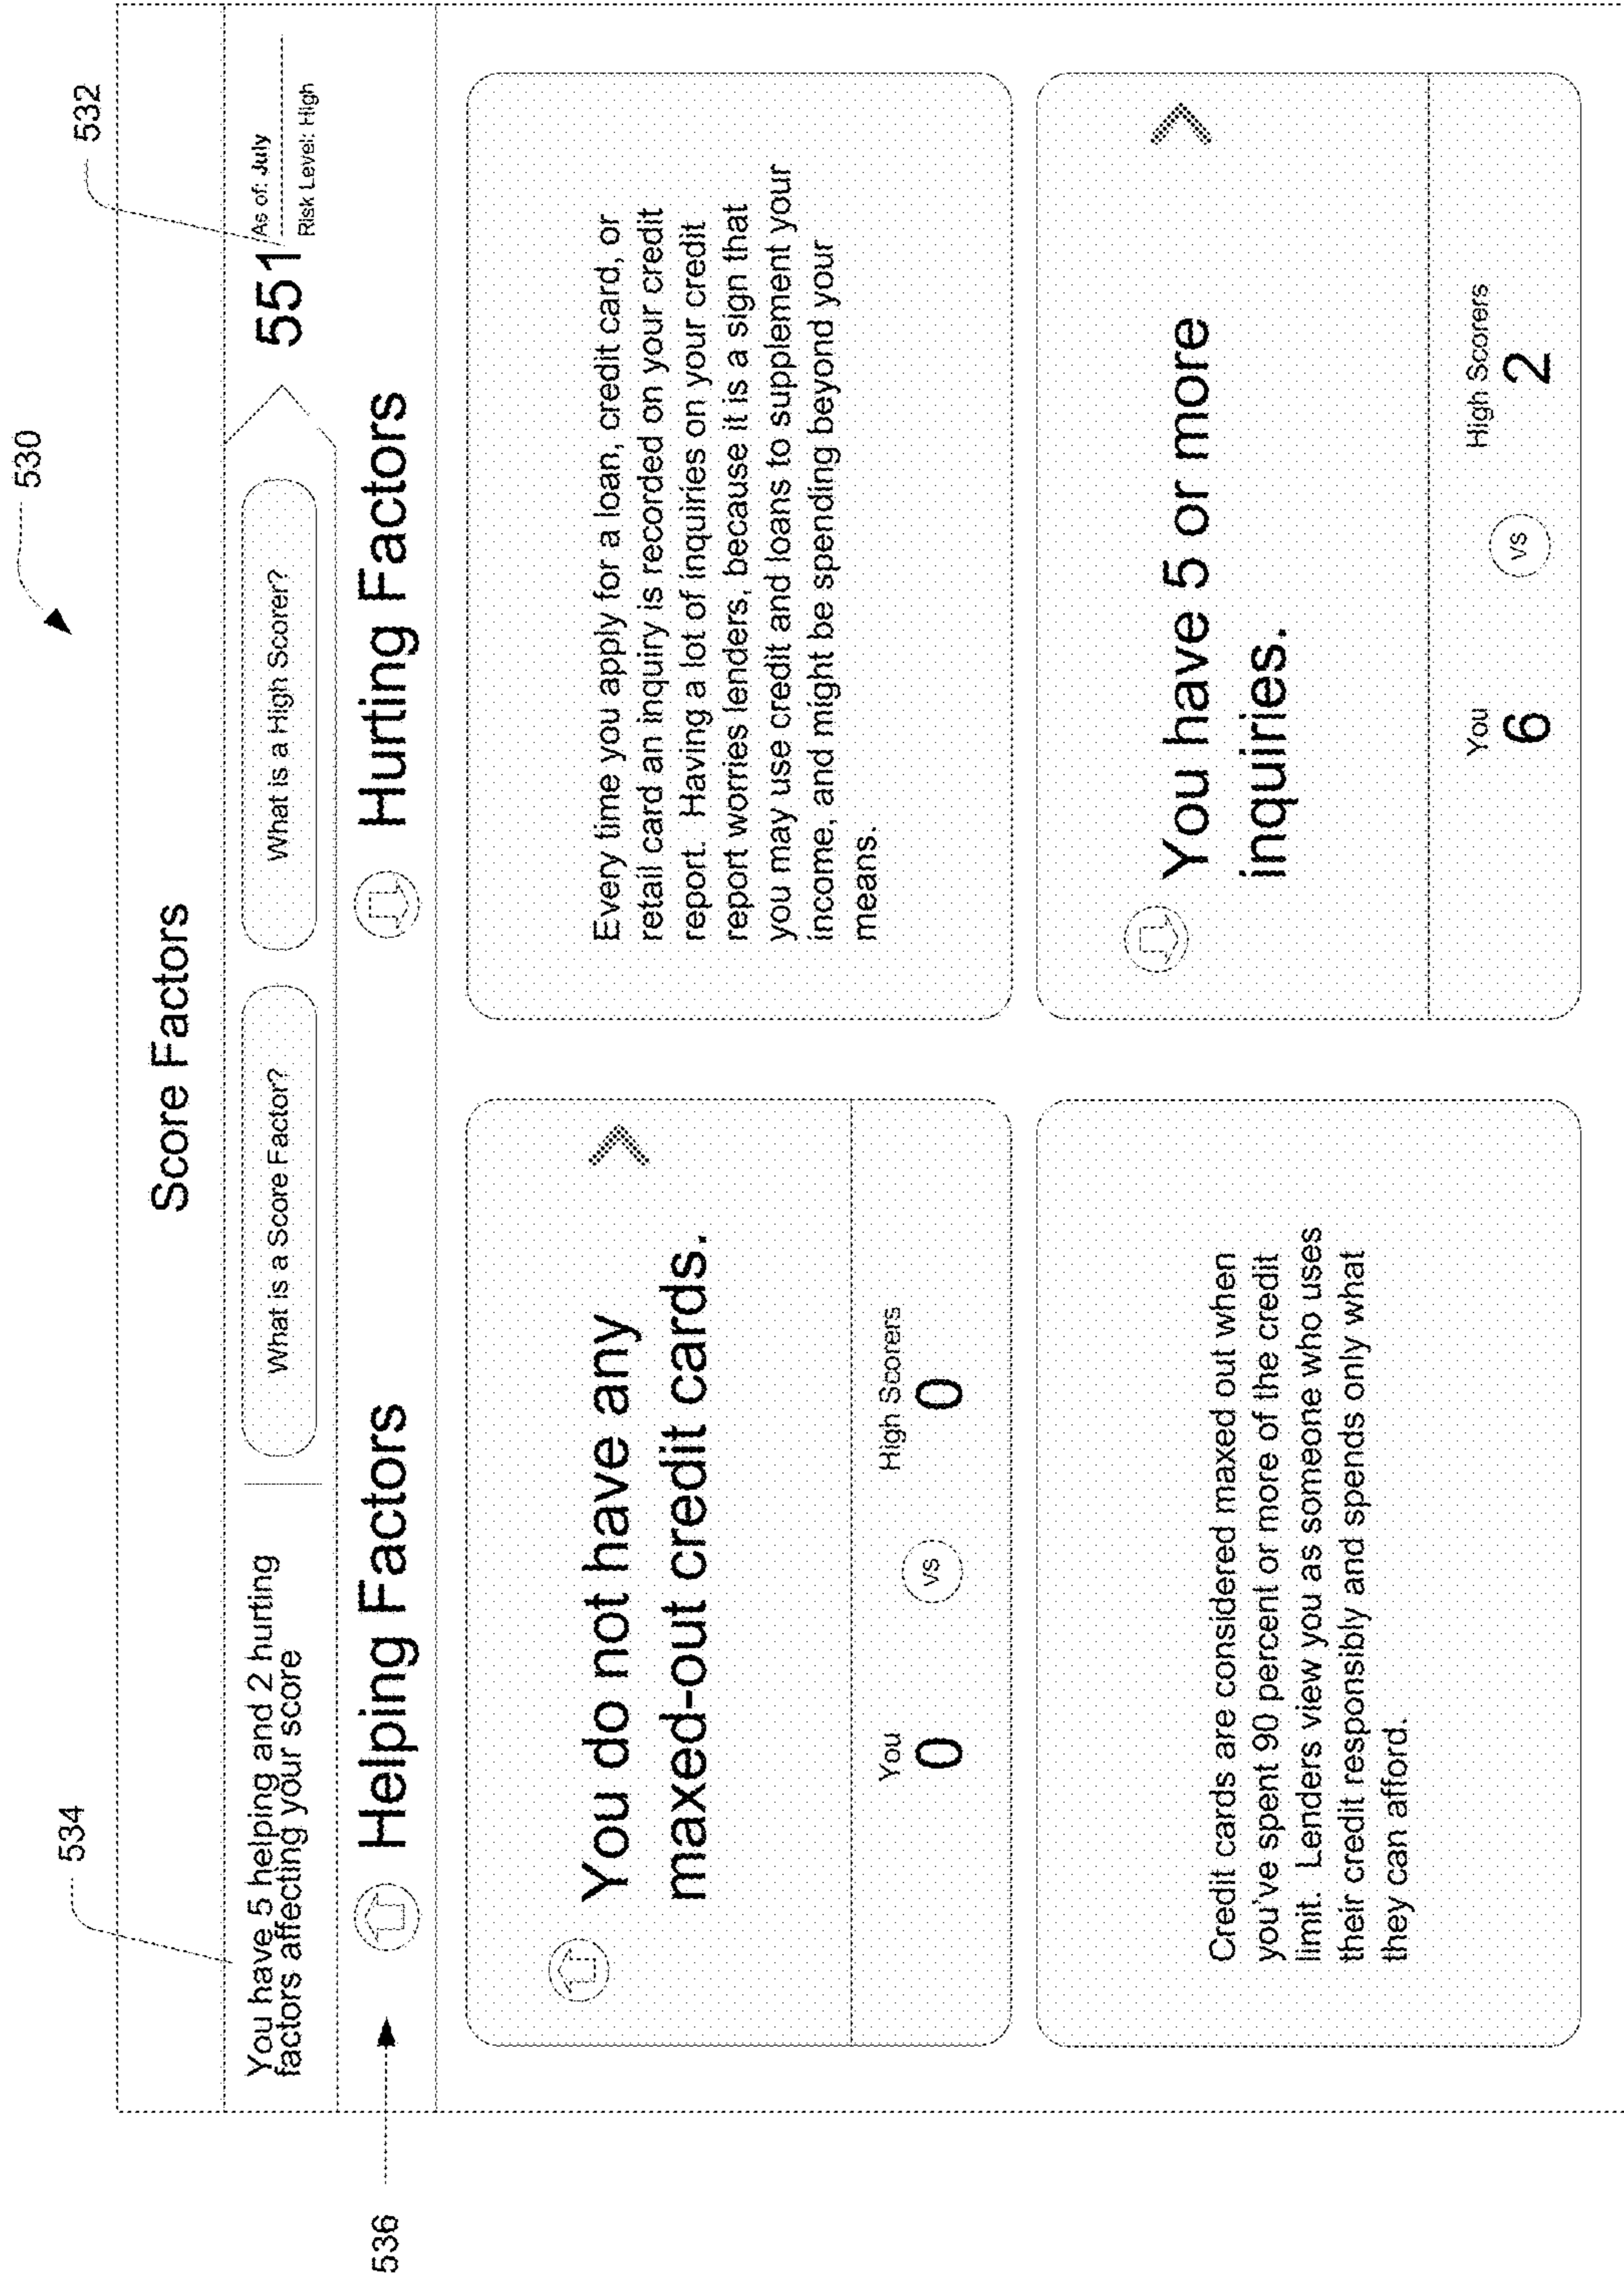 530
534
532
Score Factors
You have 5 helping and 2 hurting
factors affecting your score
What is a Score Factor?
What is a High Scorer?
551
As of: July
Risk Level: High
536
Helping Factors
Hurting Factors
You do not have any
maxed-out credit cards.
You
0
vs
High Scorers
0
Every time you apply for a loan, credit card, or
retail card an inquiry is recorded on your credit
report. Having a lot of inquiries on your credit
report worries lenders, because it is a sign that
you may use credit and loans to supplement your
income, and might be spending beyond your
means.
Credit cards are considered maxed out when
you've spent 90 percent or more of the credit
limit. Lenders view you as someone who uses
their credit responsibly and spends only what
they can afford.
You have 5 or more
inquiries.
You
6
vs
High Scorers
2